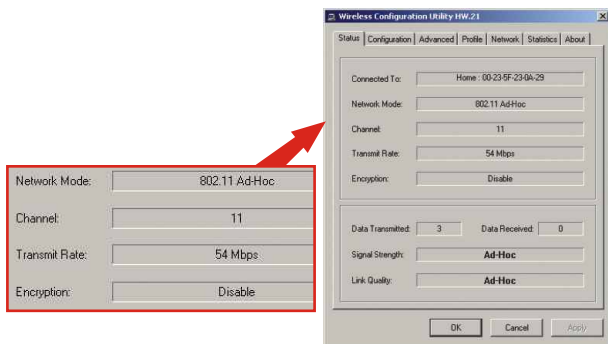 Wireless Configuration Utility HW.21
Status Configuration Advanced Profile Network Statistics About
Connected To: Home : 00-23-5F-23-0A-29
Network Mode: 802.11 Ad-Hoc
Channel: 11
Transmit Rate: 54 Mbps
Encryption: Disable
Data Transmitted: 3 Data Received: 0
Signal Strength: Ad-Hoc
Link Quality: Ad-Hoc
OK Cancel Apply
Network Mode: 802.11 Ad-Hoc
Channel: 11
Transmit Rate: 54 Mbps
Encryption: Disable